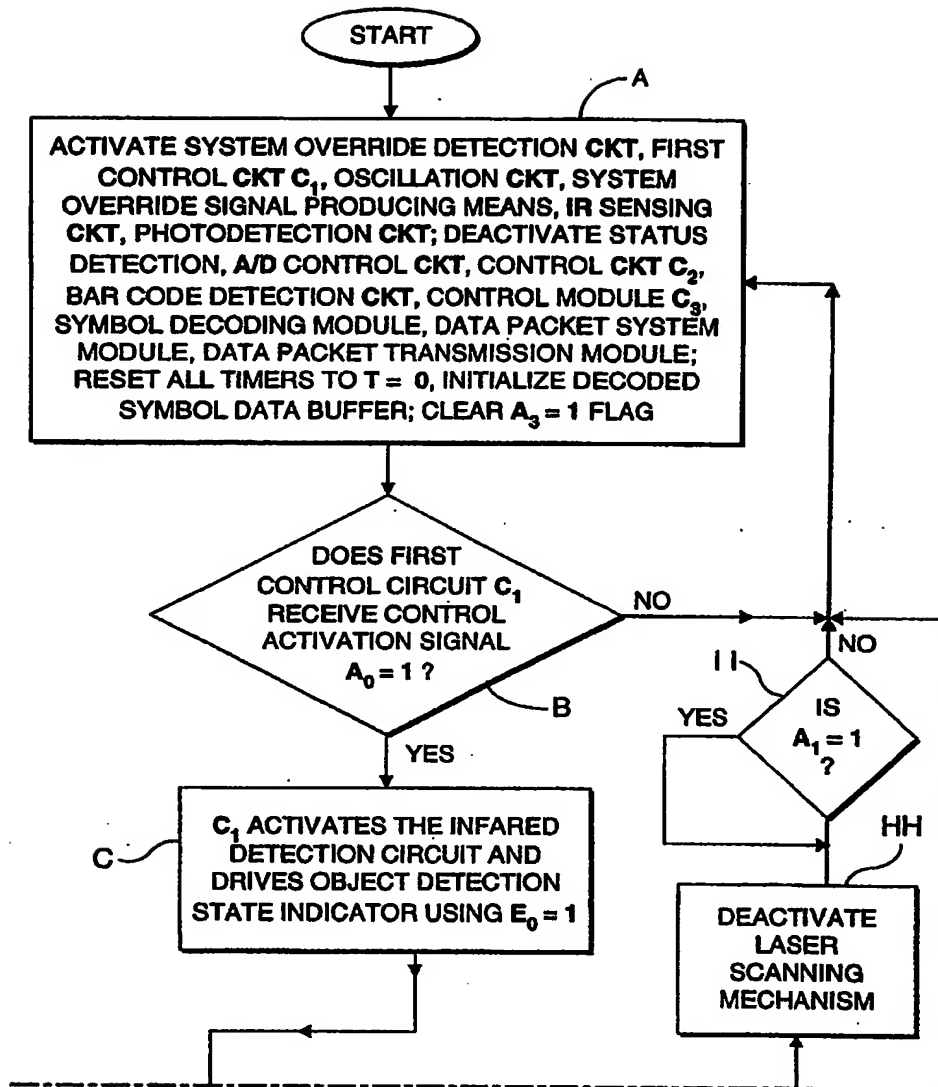 START
A
ACTIVATE SYSTEM OVERRIDE DETECTION CKT, FIRST
CONTROL CKT C₁, OSCILLATION CKT, SYSTEM
OVERRIDE SIGNAL PRODUCING MEANS, IR SENSING
CKT, PHOTODETECTION CKT; DEACTIVATE STATUS
DETECTION, A/D CONTROL CKT, CONTROL CKT C₂,
BAR CODE DETECTION CKT, CONTROL MODULE C₃,
SYMBOL DECODING MODULE, DATA PACKET SYSTEM
MODULE, DATA PACKET TRANSMISSION MODULE;
RESET ALL TIMERS TO T = 0, INITIALIZE DECODED
SYMBOL DATA BUFFER; CLEAR A₃ = 1 FLAG
DOES FIRST
CONTROL CIRCUIT C₁
RECEIVE CONTROL
ACTIVATION SIGNAL
A₀ = 1 ?
NO
B
YES
C
C₁ ACTIVATES THE INFARED
DETECTION CIRCUIT AND
DRIVES OBJECT DETECTION
STATE INDICATOR USING E₀ = 1
NO
II
YES
IS
A₁ = 1
?
HH
DEACTIVATE
LASER
SCANNING
MECHANISM